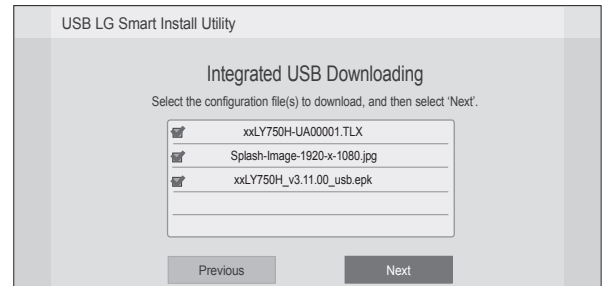 USB LG Smart Install Utility
Integrated USB Downloading
Select the configuration file(s) to download, and then select ‘Next’.
xxLY750H-UA00001.TLX
Splash-Image-1920-x-1080.jpg
xxLY750H_v3.11.00_usb.epk
Previous Next